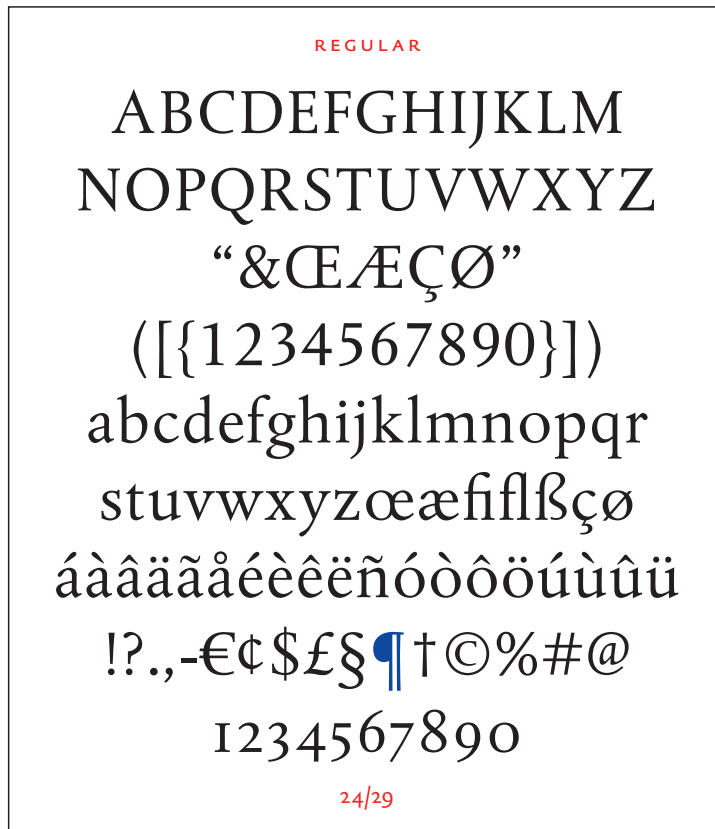 REGULAR
ABCDEFGHIJKLM
NOPQRSTUVWXYZ
“&ŒÆÇØ”
([{1234567890}])
abcdefghijklmnopqr
stuvwxyzœæfiflßçø
áàâäãåéèêëñóòôöúùûü
!?.,-€¢$£§¶†©%#@
1234567890
24/29